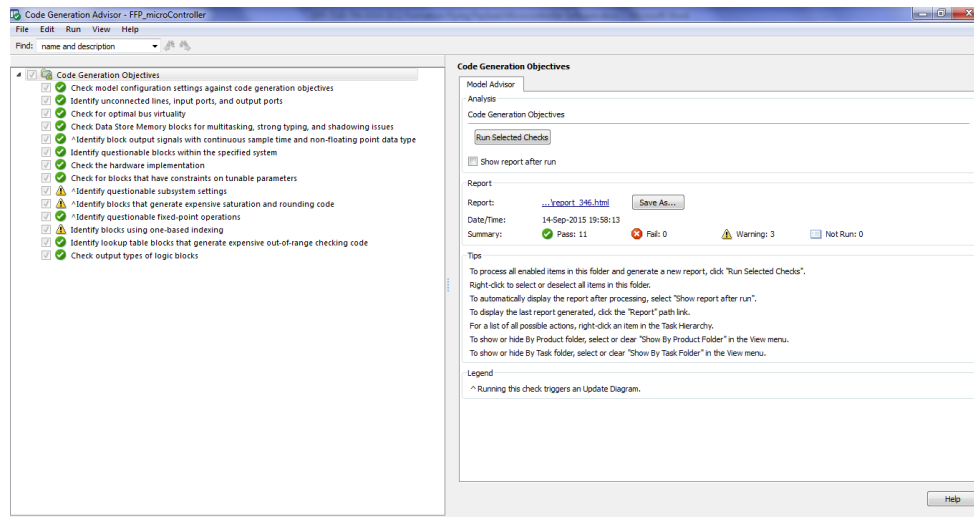 Code Generation Advisor - FFP_microController
File Edit Run View Help
Find: name and description
Code Generation Objectives
Check model configuration settings against code generation objectives
Identify unconnected lines, input ports, and output ports
Check for optimal bus virtuality
Check Data Store Memory blocks for multitasking, strong typing, and shadowing issues
^Identify block output signals with continuous sample time and non-floating point data type
Identify questionable blocks within the specified system
Check the hardware implementation
Check for blocks that have constraints on tunable parameters
^Identify questionable subsystem settings
^Identify blocks that generate expensive saturation and rounding code
^Identify questionable fixed-point operations
Identify blocks using one-based indexing
Identify lookup table blocks that generate expensive out-of-range checking code
Check output types of logic blocks
Code Generation Objectives
Model Advisor
Analysis
Code Generation Objectives
Run Selected Checks
Show report after run
Report
Report: ...\report_346.html Save As...
Date/Time: 14-Sep-2015 19:58:13
Summary: Pass: 11 Fail: 0 Warning: 3 Not Run: 0
Tips
To process all enabled items in this folder and generate a new report, click "Run Selected Checks".
Right-click to select or deselect all items in this folder.
To automatically display the report after processing, select "Show report after run".
To display the last report generated, click the "Report" path link.
For a list of all possible actions, right-click an item in the Task Hierarchy.
To show or hide By Product folder, select or clear "Show By Product Folder" in the View menu.
To show or hide By Task folder, select or clear "Show By Task Folder" in the View menu.
Legend
^ Running this check triggers an Update Diagram.
Help